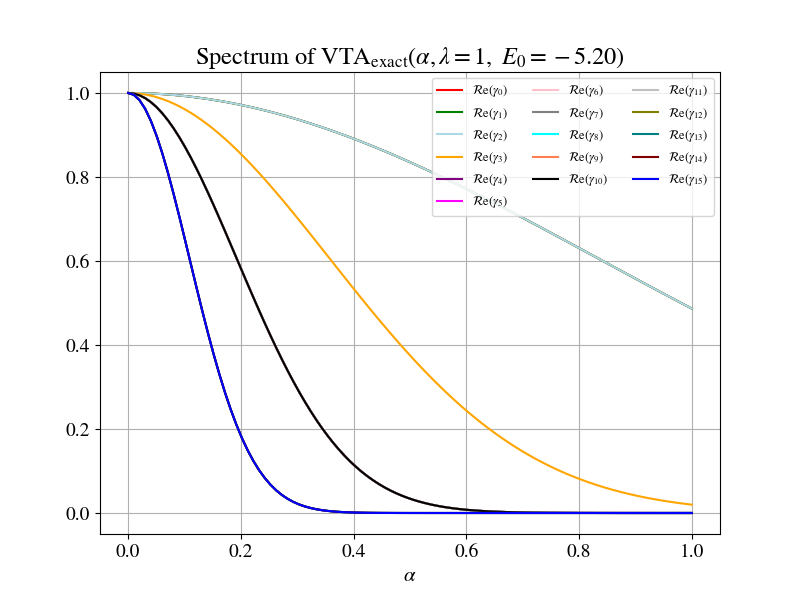 Spectrum of VTA_exact(α, λ = 1, E₀ = −5.20)
1.0
0.8
0.6
0.4
0.2
0.0
0.0 0.2 0.4 0.6 0.8 1.0
α
ℛe(γ₀)
ℛe(γ₁)
ℛe(γ₂)
ℛe(γ₃)
ℛe(γ₄)
ℛe(γ₅)
ℛe(γ₆)
ℛe(γ₇)
ℛe(γ₈)
ℛe(γ₉)
ℛe(γ₁₀)
ℛe(γ₁₁)
ℛe(γ₁₂)
ℛe(γ₁₃)
ℛe(γ₁₄)
ℛe(γ₁₅)